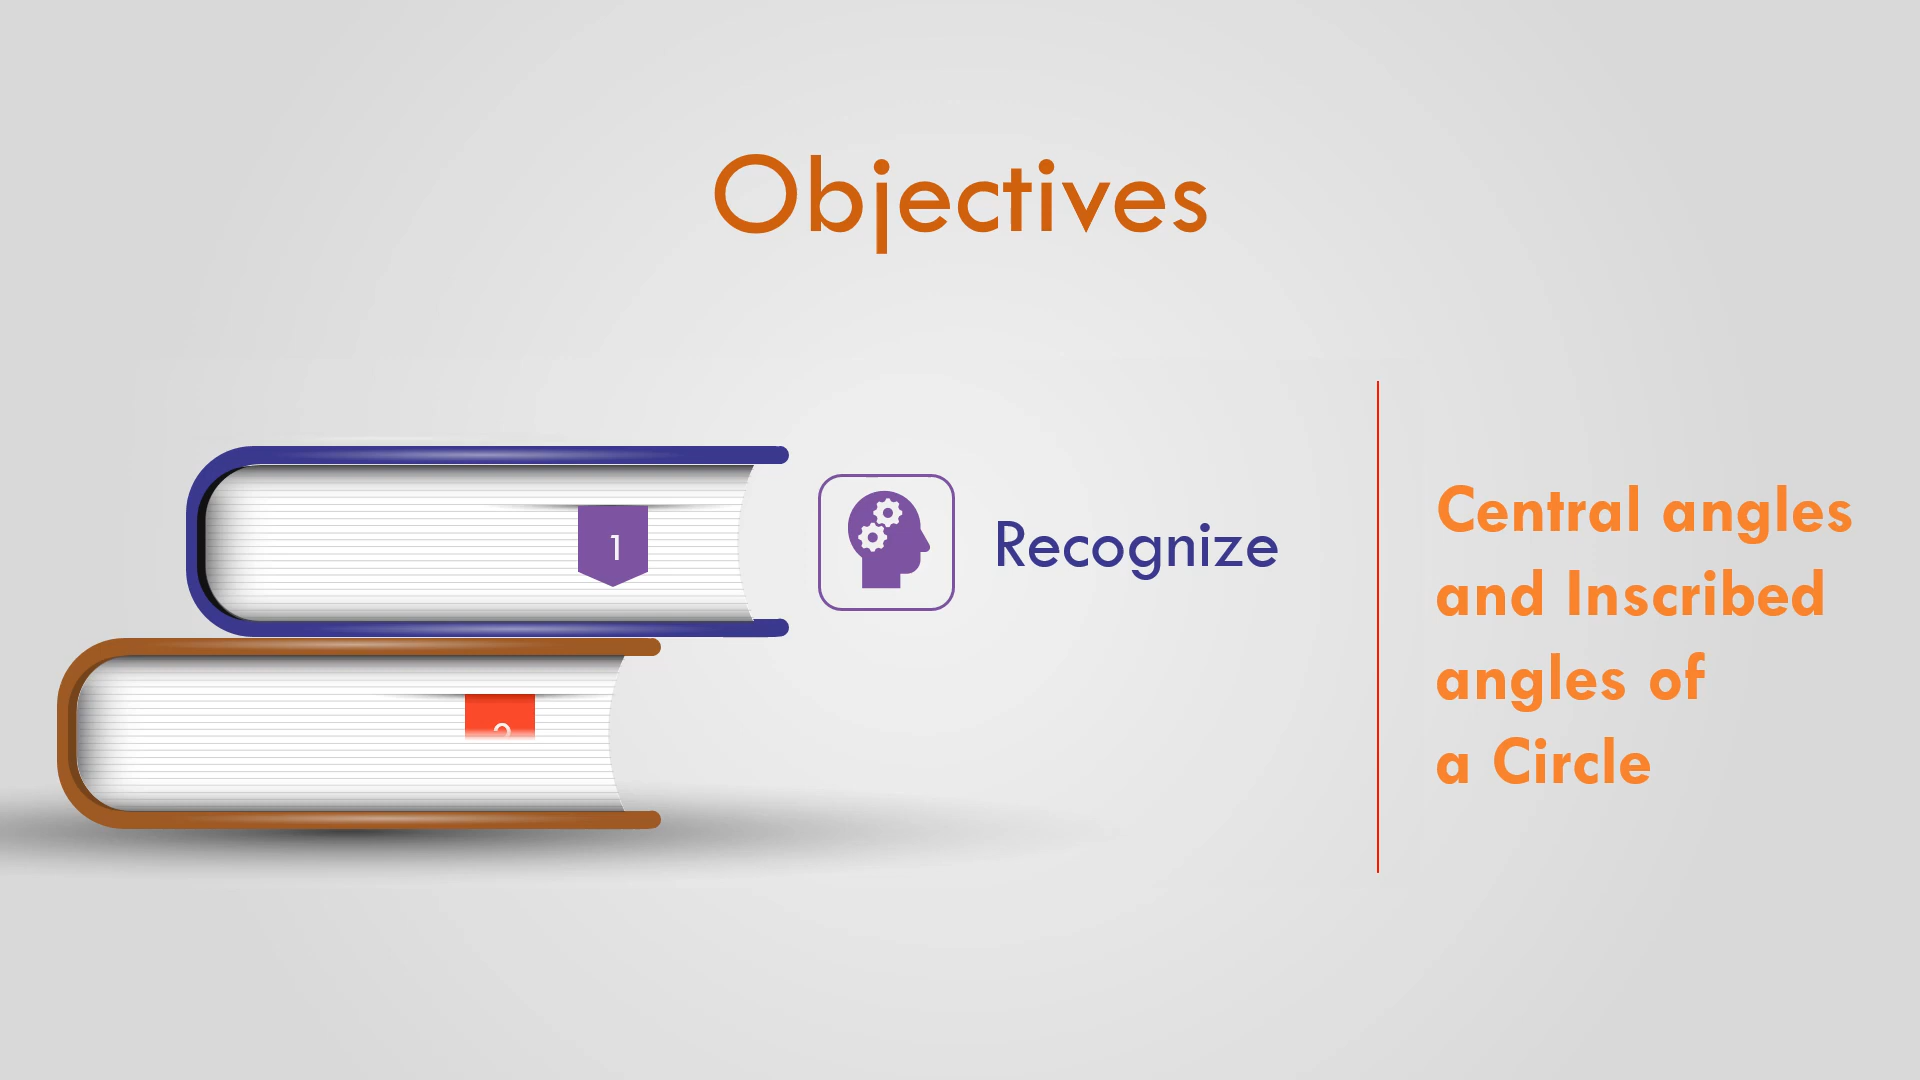 Objectives
1
Recognize
Central angles
and Inscribed
angles of
a Circle